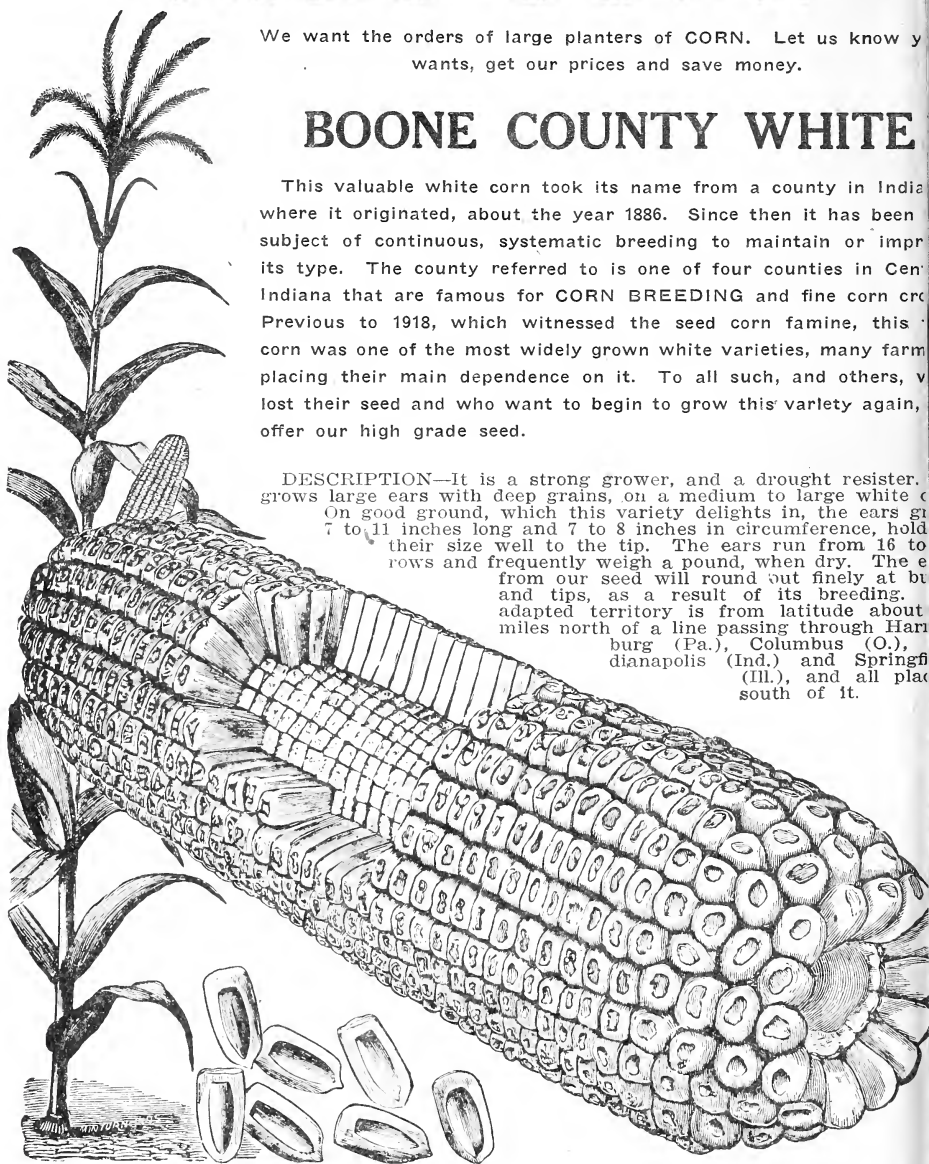 We want the orders of large planters of CORN. Let us know y
wants, get our prices and save money.
BOONE COUNTY WHITE
This valuable white corn took its name from a county in India
where it originated, about the year 1886. Since then it has been
subject of continuous, systematic breeding to maintain or impr
its type. The county referred to is one of four counties in Cen
Indiana that are famous for CORN BREEDING and fine corn cro
Previous to 1918, which witnessed the seed corn famine, this
corn was one of the most widely grown white varieties, many farm
placing their main dependence on it. To all such, and others, w
lost their seed and who want to begin to grow this variety again,
offer our high grade seed.
DESCRIPTION—It is a strong grower, and a drought resister.
grows large ears with deep grains, on a medium to large white c
On good ground, which this variety delights in, the ears gr
7 to 11 inches long and 7 to 8 inches in circumference, hold
their size well to the tip. The ears run from 16 to
rows and frequently weigh a pound, when dry. The e
from our seed will round out finely at bu
and tips, as a result of its breeding.
adapted territory is from latitude about
miles north of a line passing through Harr
burg (Pa.), Columbus (O.),
dianapolis (Ind.) and Springfi
(Ill.), and all plac
south of it.